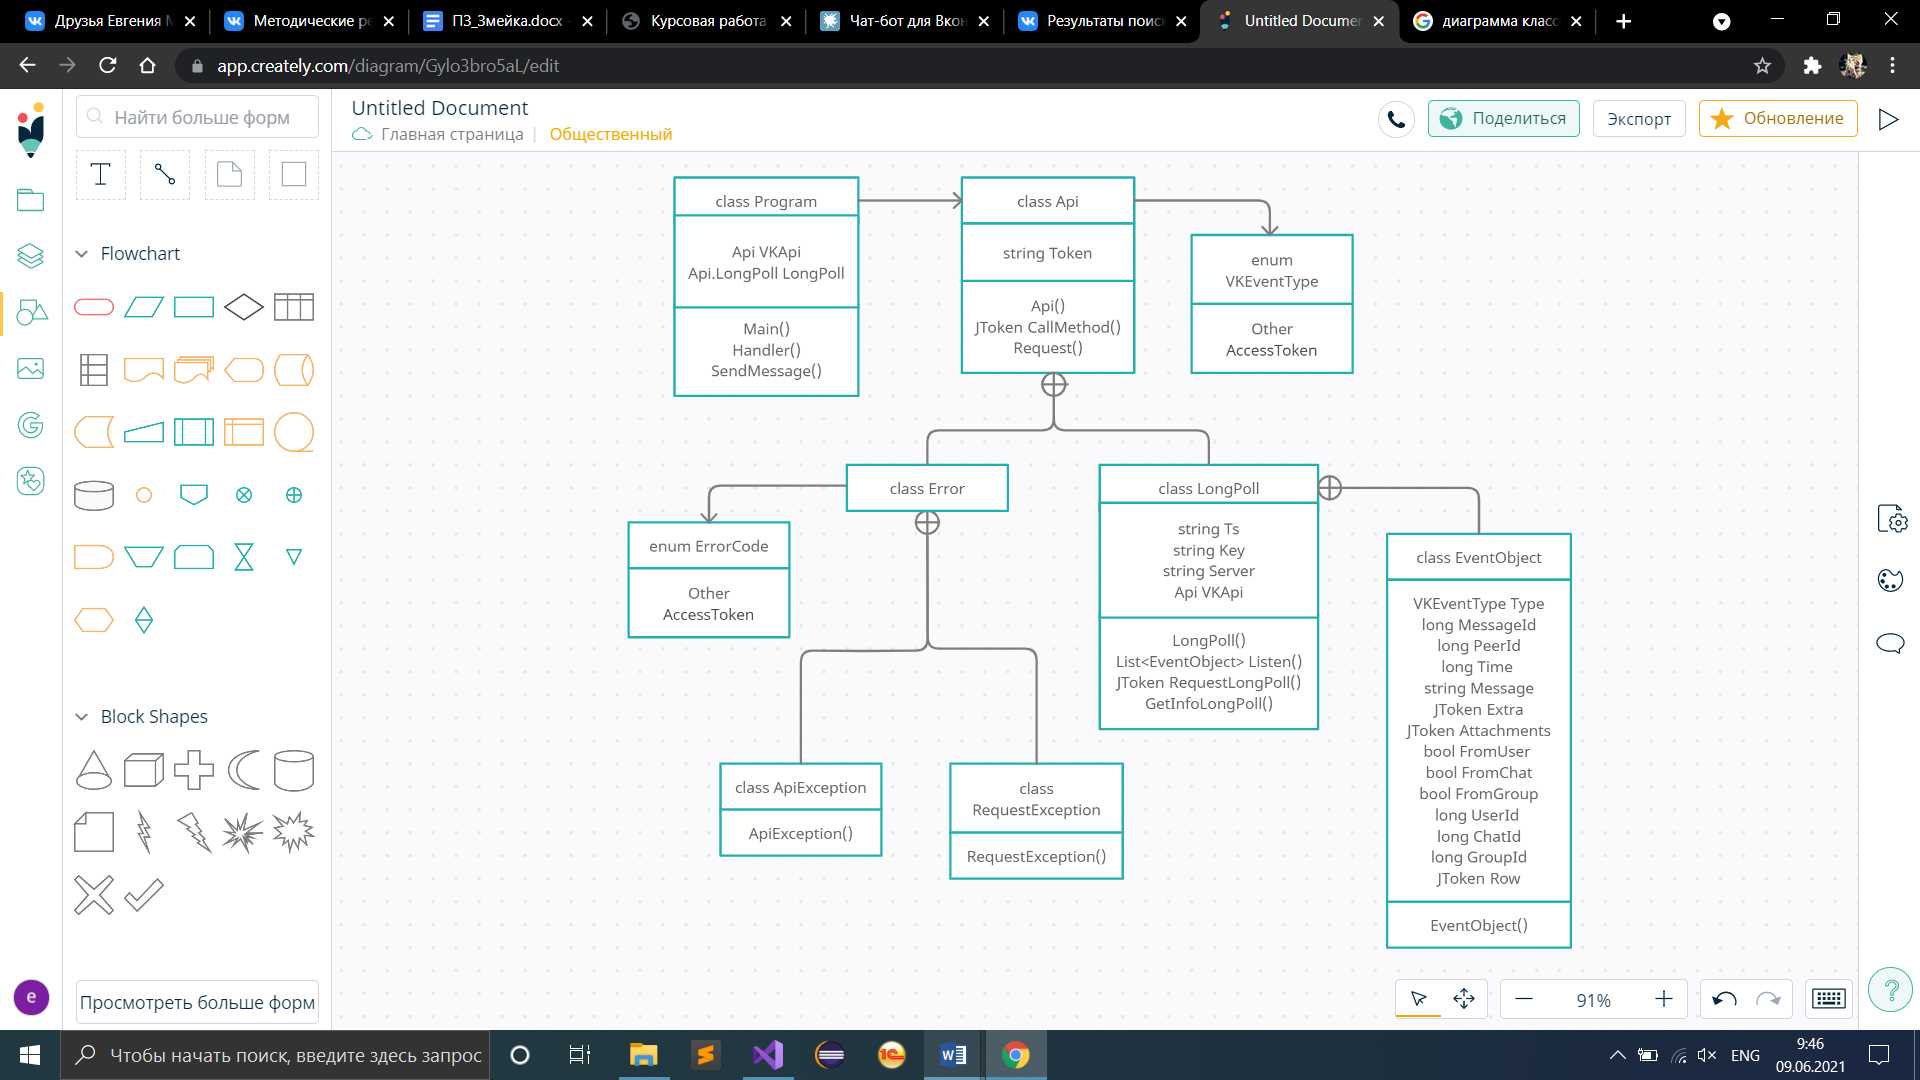 Друзья Евгения
Методические ре
ПЗ_Змейка.docx -
Курсовая работа
Чат-бот для Вкон
Результаты поиск
Untitled Documen
диаграмма класс
app.creately.com/diagram/Gylo3bro5aL/edit
Untitled Document
Главная страница
Общественный
Поделиться
Экспорт
Обновление
Найти больше форм
T
Flowchart
Block Shapes
Просмотреть больше форм
e
class Program
Api VKApi
Api.LongPoll LongPoll
Main()
Handler()
SendMessage()
class Api
string Token
Api()
JToken CallMethod()
Request()
enum
VKEventType
Other
AccessToken
class Error
enum ErrorCode
Other
AccessToken
class LongPoll
string Ts
string Key
string Server
Api VKApi
LongPoll()
List<EventObject> Listen()
JToken RequestLongPoll()
GetInfoLongPoll()
class EventObject
VKEventType Type
long MessageId
long PeerId
long Time
string Message
JToken Extra
JToken Attachments
bool FromUser
bool FromChat
bool FromGroup
long UserId
long ChatId
long GroupId
JToken Row
EventObject()
class ApiException
ApiException()
class
RequestException
RequestException()
91%
?
Чтобы начать поиск, введите здесь запрос
ENG
9:46
09.06.2021